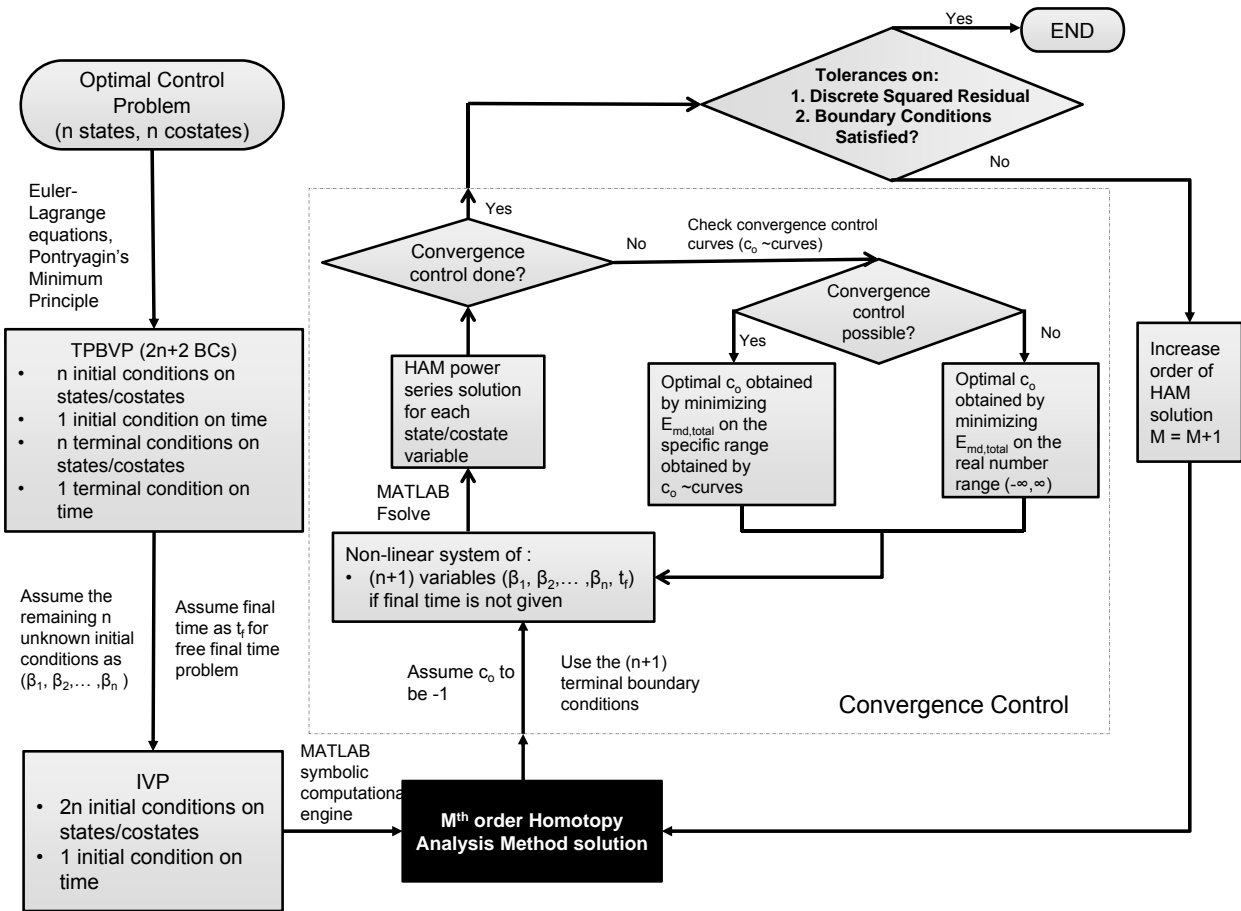 Optimal Control
Problem
(n states, n costates)
Euler-
Lagrange
equations,
Pontryagin's
Minimum
Principle
TPBVP (2n+2 BCs)
• n initial conditions on
states/costates
• 1 initial condition on time
• n terminal conditions on
states/costates
• 1 terminal condition on
time
Assume the
remaining n
unknown initial
conditions as
(β₁, β₂,… ,βₙ )
Assume final
time as t_f for
free final time
problem
IVP
• 2n initial conditions on
states/costates
• 1 initial condition on
time
MATLAB
symbolic
computational
engine
Mᵗʰ order Homotopy
Analysis Method solution
Assume cₒ to
be -1
Use the (n+1)
terminal boundary
conditions
Convergence Control
Non-linear system of :
• (n+1) variables (β₁, β₂,… ,βₙ, t_f)
if final time is not given
MATLAB
Fsolve
HAM power
series solution
for each
state/costate
variable
Convergence
control done?
Yes
No
Check convergence control
curves (cₒ ~curves)
Convergence
control
possible?
Yes
No
Optimal cₒ obtained
by minimizing
E_md,total on the
specific range
obtained by
cₒ ~curves
Optimal cₒ
obtained by
minimizing
E_md,total on the
real number
range (-∞,∞)
Tolerances on:
1. Discrete Squared Residual
2. Boundary Conditions
Satisfied?
Yes
END
No
Increase
order of
HAM
solution
M = M+1